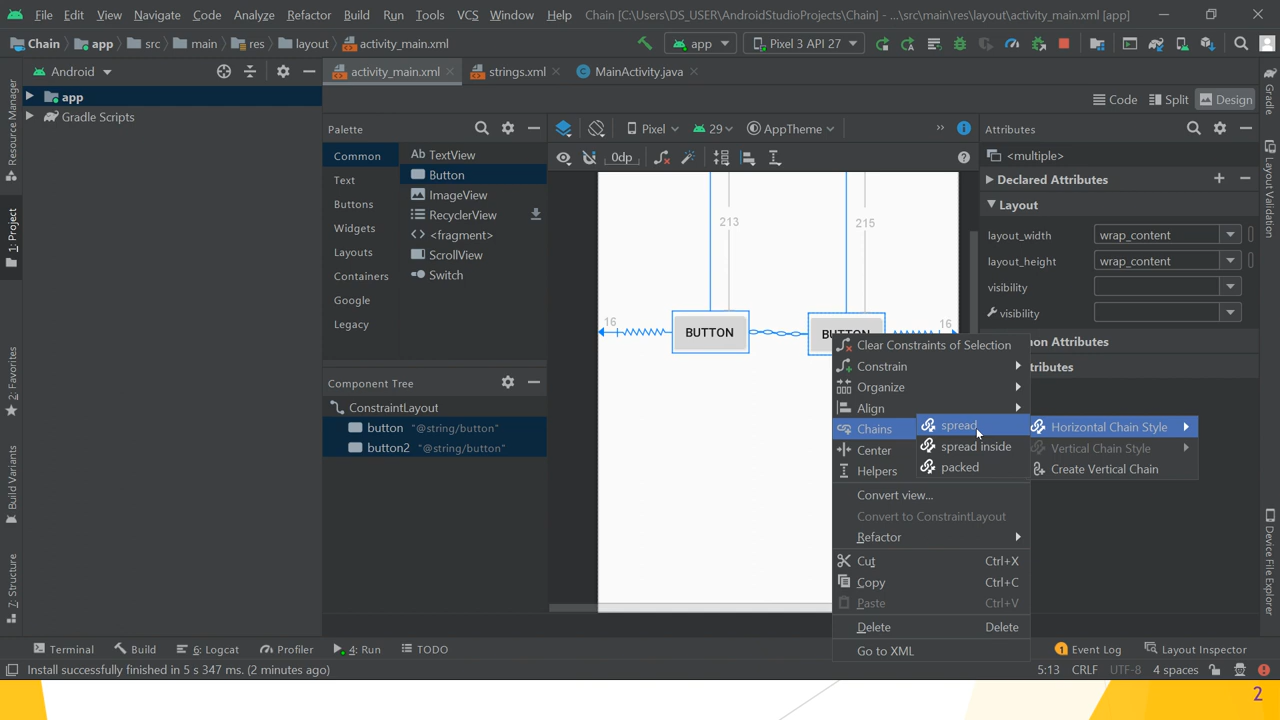 File Edit View Navigate Code Analyze Refactor Build Run Tools VCS Window Help Chain [C:\Users\DS_USER\AndroidStudioProjects\Chain] - ...\src\main\res\layout\activity_main.xml [app]
Chain app src main res layout activity_main.xml app Pixel 3 API 27
Android activity_main.xml strings.xml MainActivity.java
Code Split Design
Resource Manager
1: Project
2: Favorites
Build Variants
7: Structure
app
Gradle Scripts
Palette
Common
Text
Buttons
Widgets
Layouts
Containers
Google
Legacy
Ab TextView
Button
ImageView
RecyclerView
<fragment>
ScrollView
Switch
Component Tree
ConstraintLayout
button "@string/button"
button2 "@string/button"
Pixel 29 AppTheme
0dp
213 215
16 16
BUTTON BUTTON
Clear Constraints of Selection
Constrain
Organize
Align
Chains
Center
Helpers
Convert view...
Convert to ConstraintLayout
Refactor
Cut Ctrl+X
Copy Ctrl+C
Paste Ctrl+V
Delete Delete
Go to XML
spread
spread inside
packed
Horizontal Chain Style
Vertical Chain Style
Create Vertical Chain
Attributes
<multiple>
Declared Attributes
Layout
layout_width wrap_content
layout_height wrap_content
visibility
visibility
on Attributes
tributes
Gradle
Layout Validation
Device File Explorer
Terminal Build 6: Logcat Profiler 4: Run TODO 1 Event Log Layout Inspector
Install successfully finished in 5 s 347 ms. (2 minutes ago) 5:13 CRLF UTF-8 4 spaces
2